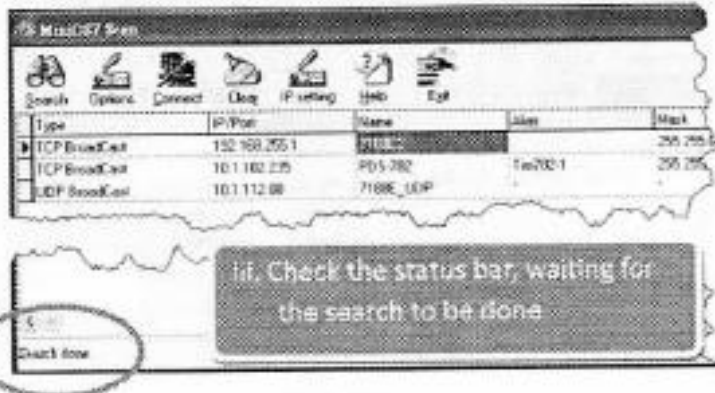 MiniOS7 Scan
Search Options Connect Clear IP setting Help Exit
Type IP/Port Name Alias Mask
TCP BroadCast 192.168.255.1 255.255.
TCP BroadCast 10.1.102.235 PDS-782 255.255.
UDP BroadCast 10.1.112.88 7188E_UDP
iii. Check the status bar, waiting for
the search to be done
Search done